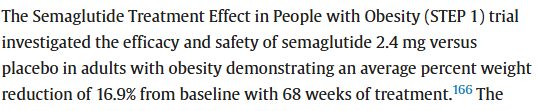 The Semaglutide Treatment Effect in People with Obesity (STEP 1) trial
investigated the efficacy and safety of semaglutide 2.4 mg versus
placebo in adults with obesity demonstrating an average percent weight
reduction of 16.9% from baseline with 68 weeks of treatment.166 The